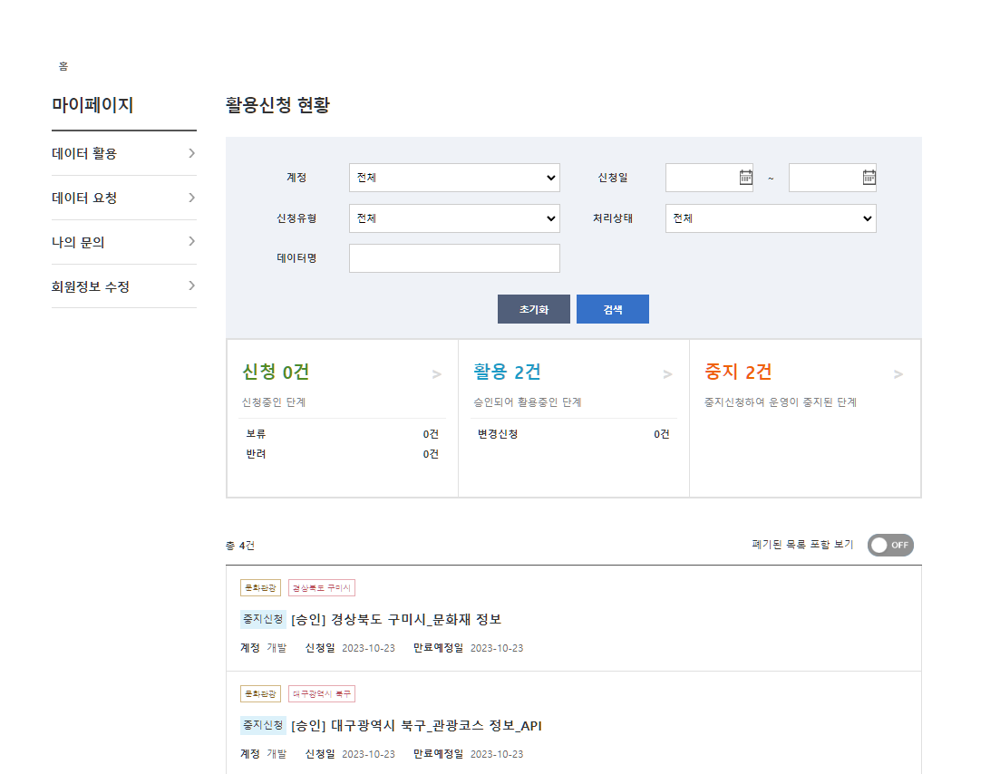 홈
마이페이지
데이터 활용
데이터 요청
나의 문의
회원정보 수정
활용신청 현황
계정 전체 신청일 ~
신청유형 전체 처리상태 전체
데이터명
초기화 검색
신청 0건 >
신청중인 단계
보류 0건
반려 0건
활용 2건 >
승인되어 활용중인 단계
변경신청 0건
중지 2건 >
중지신청하여 운영이 중지된 단계
총 4건 폐기된 목록 포함 보기 OFF
문화관광 경상북도 구미시
중지신청 [승인] 경상북도 구미시_문화재 정보
계정 개발 신청일 2023-10-23 만료예정일 2023-10-23
문화관광 대구광역시 북구
중지신청 [승인] 대구광역시 북구_관광코스 정보_API
계정 개발 신청일 2023-10-23 만료예정일 2023-10-23